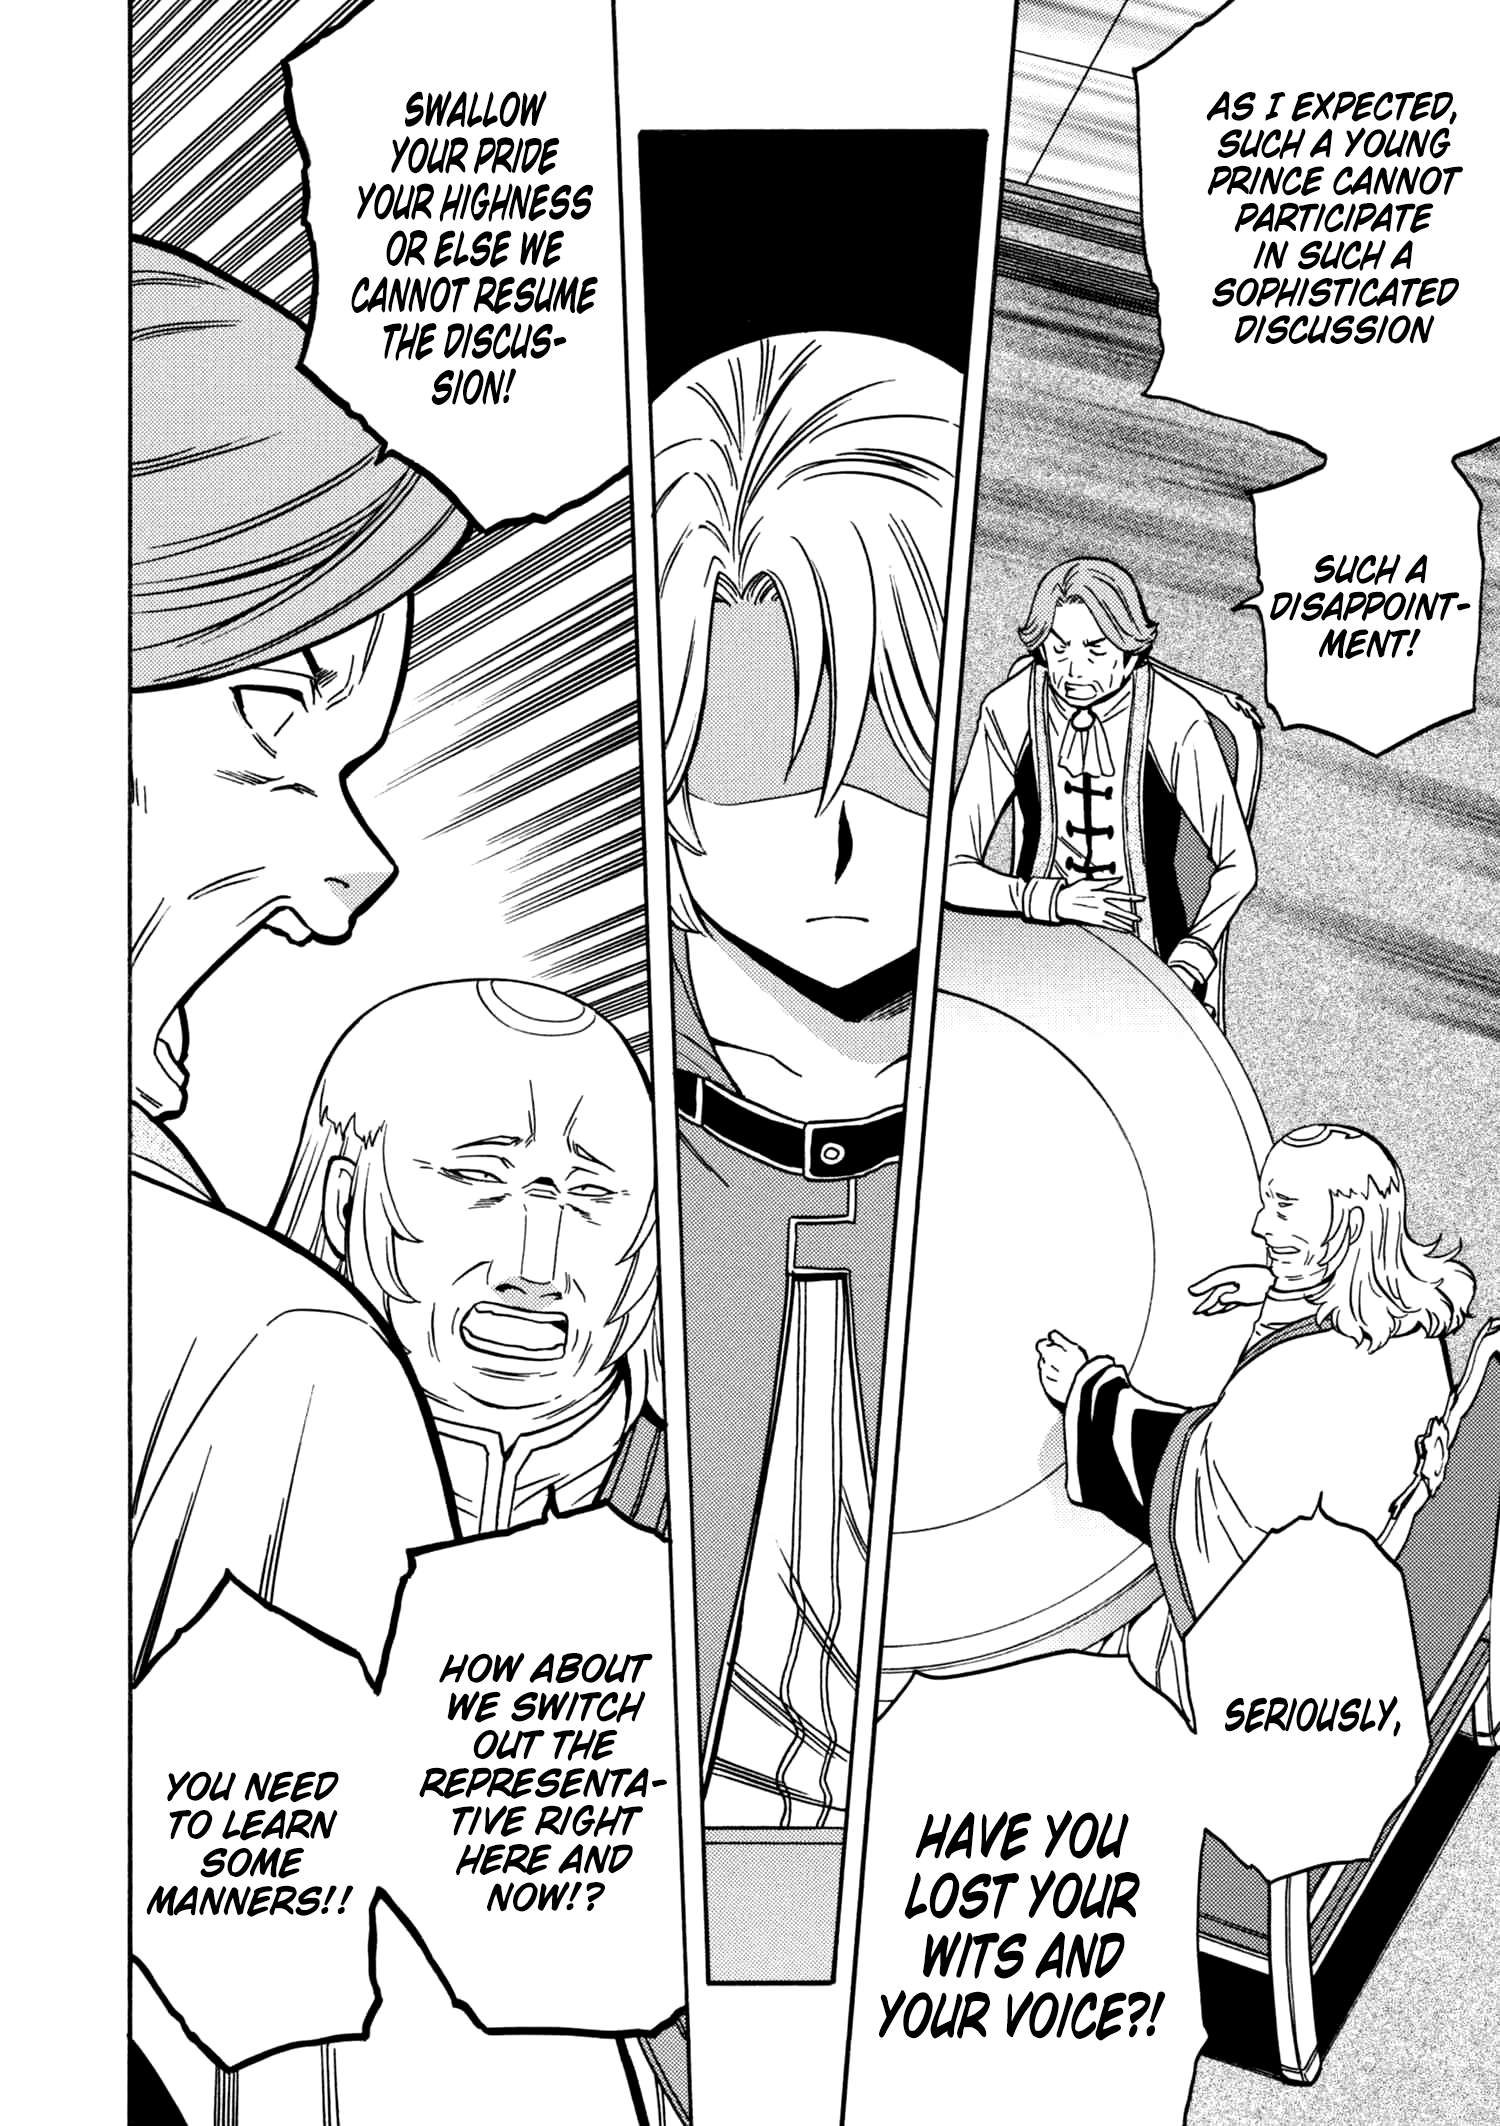 AS I EXPECTED,
SUCH A YOUNG
PRINCE CANNOT
PARTICIPATE
IN SUCH A
SOPHISTICATED
DISCUSSION
SUCH A
DISAPPOINT-
MENT!
SERIOUSLY,
HAVE YOU
LOST YOUR
WITS AND
YOUR VOICE?!
SWALLOW
YOUR PRIDE
YOUR HIGHNESS
OR ELSE WE
CANNOT RESUME
THE DISCUS-
SION!
HOW ABOUT
WE SWITCH
OUT THE
REPRESENTA-
TIVE RIGHT
HERE AND
NOW!?
YOU NEED
TO LEARN
SOME
MANNERS!!